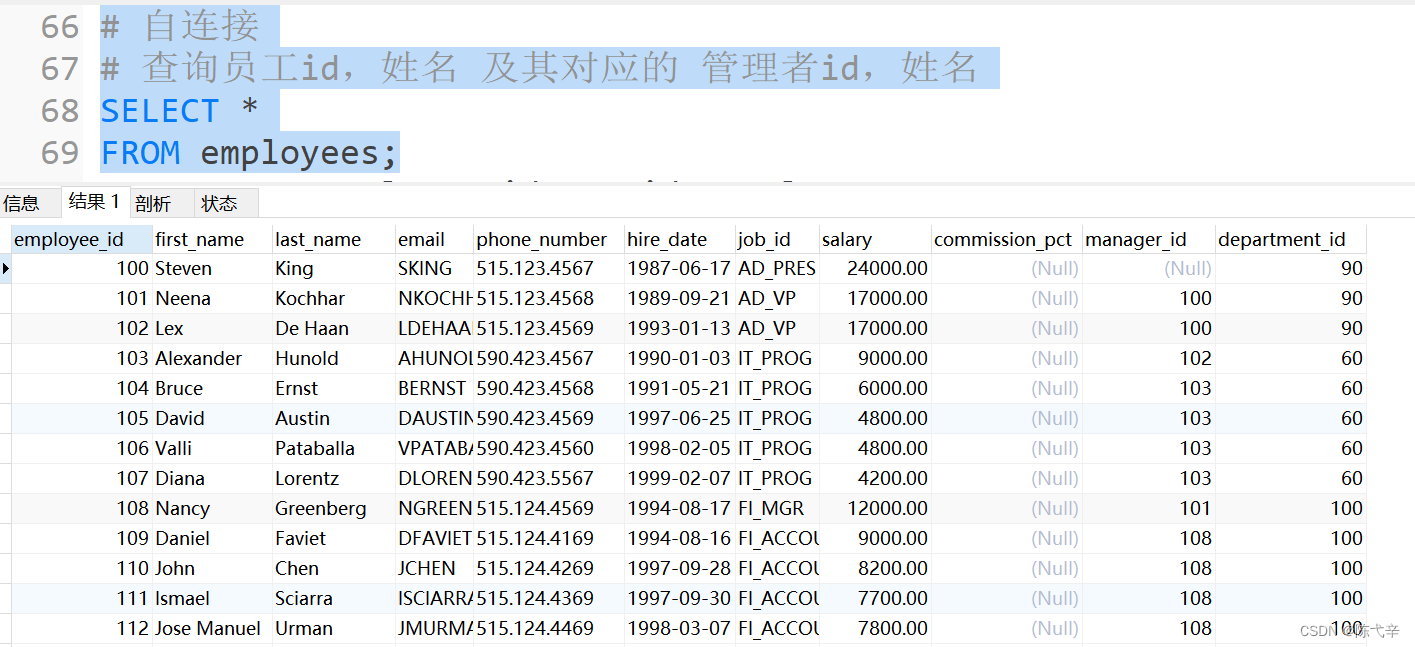 66 # 自连接
67 # 查询员工id，姓名 及其对应的 管理者id，姓名
68 SELECT *
69 FROM employees;
信息 结果 1 剖析 状态
employee_id first_name last_name email phone_number hire_date job_id salary commission_pct manager_id department_id
100 Steven King SKING 515.123.4567 1987-06-17 AD_PRES 24000.00 (Null) (Null) 90
101 Neena Kochhar NKOCHH 515.123.4568 1989-09-21 AD_VP 17000.00 (Null) 100 90
102 Lex De Haan LDEHAA 515.123.4569 1993-01-13 AD_VP 17000.00 (Null) 100 90
103 Alexander Hunold AHUNOL 590.423.4567 1990-01-03 IT_PROG 9000.00 (Null) 102 60
104 Bruce Ernst BERNST 590.423.4568 1991-05-21 IT_PROG 6000.00 (Null) 103 60
105 David Austin DAUSTIN 590.423.4569 1997-06-25 IT_PROG 4800.00 (Null) 103 60
106 Valli Pataballa VPATABA 590.423.4560 1998-02-05 IT_PROG 4800.00 (Null) 103 60
107 Diana Lorentz DLOREN 590.423.5567 1999-02-07 IT_PROG 4200.00 (Null) 103 60
108 Nancy Greenberg NGREEN 515.124.4569 1994-08-17 FI_MGR 12000.00 (Null) 101 100
109 Daniel Faviet DFAVIET 515.124.4169 1994-08-16 FI_ACCOU 9000.00 (Null) 108 100
110 John Chen JCHEN 515.124.4269 1997-09-28 FI_ACCOU 8200.00 (Null) 108 100
111 Ismael Sciarra ISCIARRA 515.124.4369 1997-09-30 FI_ACCOU 7700.00 (Null) 108 100
112 Jose Manuel Urman JMURMA 515.124.4469 1998-03-07 FI_ACCOU 7800.00 (Null) 108 100
CSDN @陈弋辛